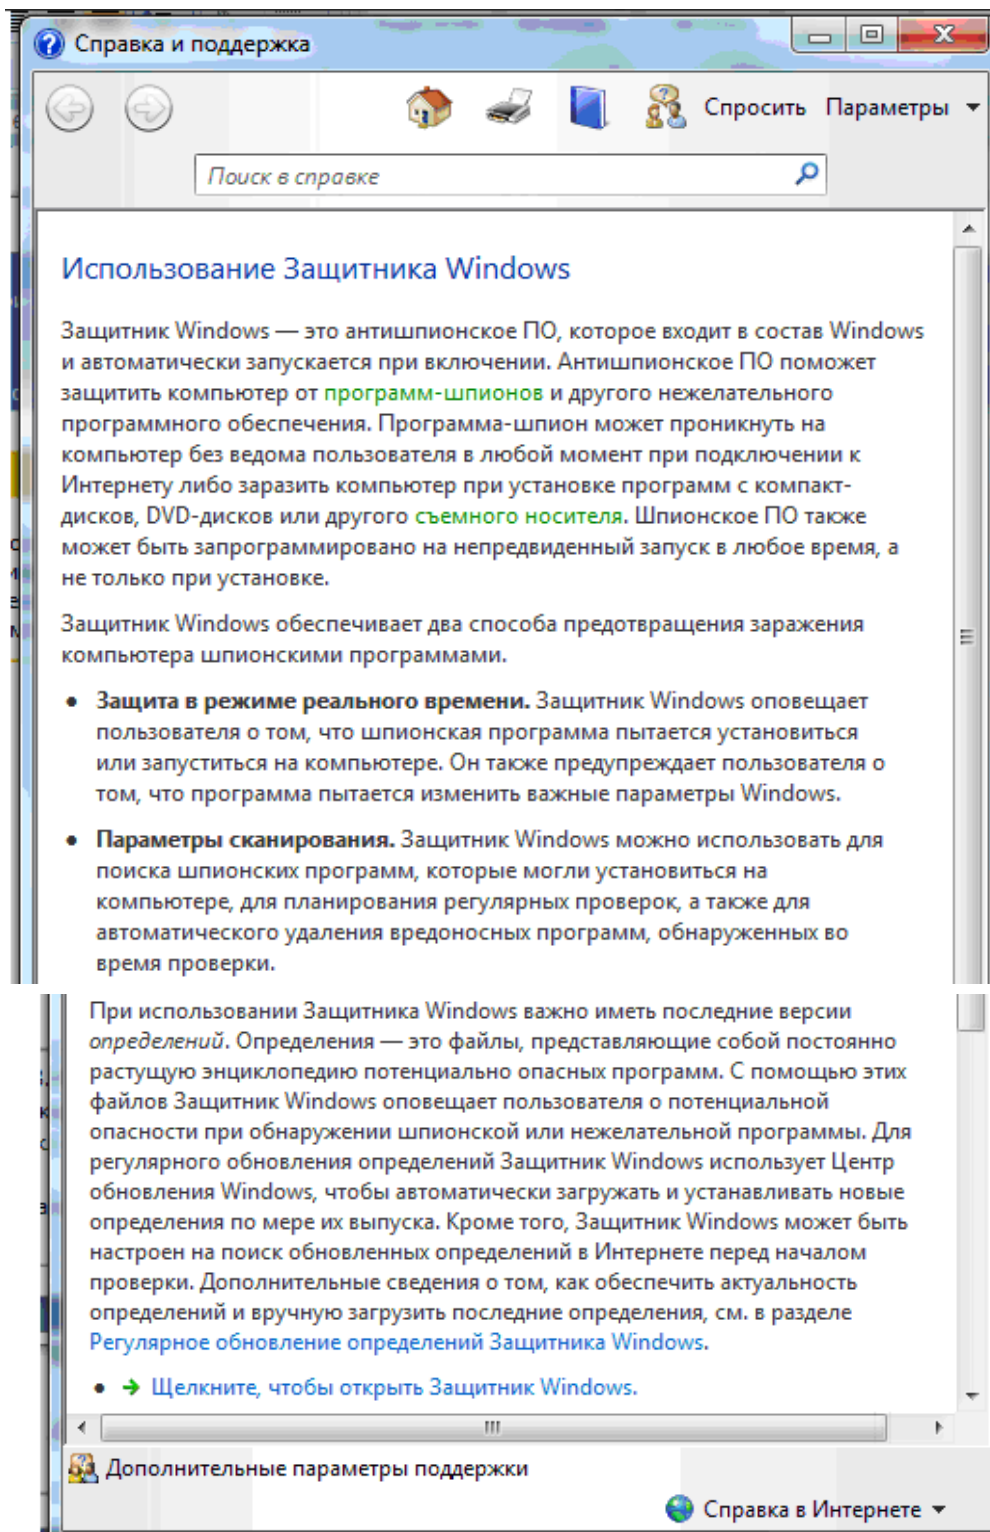 Справка и поддержка
Спросить Параметры
Поиск в справке
Использование Защитника Windows
Защитник Windows — это антишпионское ПО, которое входит в состав Windows
и автоматически запускается при включении. Антишпионское ПО поможет
защитить компьютер от программ-шпионов и другого нежелательного
программного обеспечения. Программа-шпион может проникнуть на
компьютер без ведома пользователя в любой момент при подключении к
Интернету либо заразить компьютер при установке программ с компакт-
дисков, DVD-дисков или другого съемного носителя. Шпионское ПО также
может быть запрограммировано на непредвиденный запуск в любое время, а
не только при установке.
Защитник Windows обеспечивает два способа предотвращения заражения
компьютера шпионскими программами.
● Защита в режиме реального времени. Защитник Windows оповещает
пользователя о том, что шпионская программа пытается установиться
или запуститься на компьютере. Он также предупреждает пользователя о
том, что программа пытается изменить важные параметры Windows.
● Параметры сканирования. Защитник Windows можно использовать для
поиска шпионских программ, которые могли установиться на
компьютере, для планирования регулярных проверок, а также для
автоматического удаления вредоносных программ, обнаруженных во
время проверки.
При использовании Защитника Windows важно иметь последние версии
определений. Определения — это файлы, представляющие собой постоянно
растущую энциклопедию потенциально опасных программ. С помощью этих
файлов Защитник Windows оповещает пользователя о потенциальной
опасности при обнаружении шпионской или нежелательной программы. Для
регулярного обновления определений Защитник Windows использует Центр
обновления Windows, чтобы автоматически загружать и устанавливать новые
определения по мере их выпуска. Кроме того, Защитник Windows может быть
настроен на поиск обновленных определений в Интернете перед началом
проверки. Дополнительные сведения о том, как обеспечить актуальность
определений и вручную загрузить последние определения, см. в разделе
Регулярное обновление определений Защитника Windows.
● Щелкните, чтобы открыть Защитник Windows.
Дополнительные параметры поддержки
Справка в Интернете